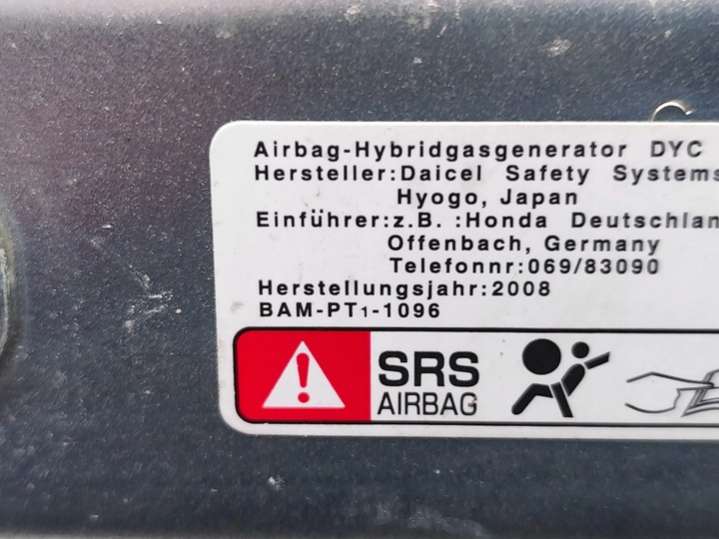 Airbag-Hybridgasgenerator DYC
Hersteller:Daicel Safety Systems
Hyogo, Japan
Einführer:z.B. :Honda Deutschlan
Offenbach, Germany
Telefonnr:069/83090
Herstellungsjahr:2008
BAM-PT1-1096
SRS
AIRBAG